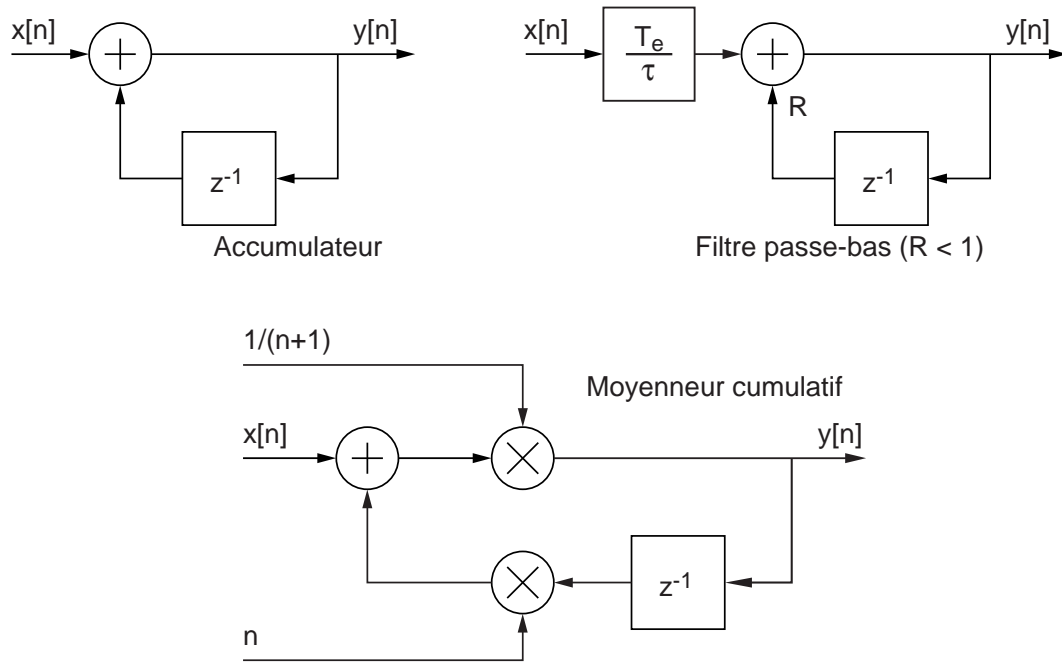 x[n]
+
y[n]
z-1
Accumulateur
x[n]
Te
τ
+
y[n]
R
z-1
Filtre passe-bas (R < 1)
1/(n+1)
Moyenneur cumulatif
x[n]
+
×
y[n]
×
z-1
n